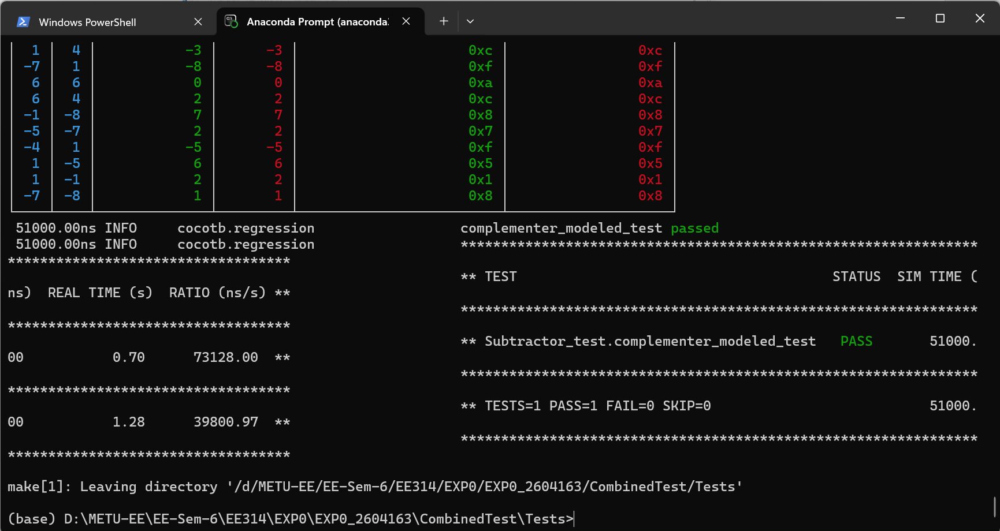 Windows PowerShell
Anaconda Prompt (anaconda
1 4 -3 -3 0xc 0xc
-7 1 -8 -8 0xf 0xf
6 6 0 0 0xa 0xa
6 4 2 2 0xc 0xc
-1 -8 7 7 0x8 0x8
-5 -7 2 2 0x7 0x7
-4 1 -5 -5 0xf 0xf
1 -5 6 6 0x5 0x5
1 -1 2 2 0x1 0x1
-7 -8 1 1 0x8 0x8
51000.00ns INFO cocotb.regression complementer_modeled_test passed
51000.00ns INFO cocotb.regression ****************************************************************
***********************************
** TEST STATUS SIM TIME (
ns) REAL TIME (s) RATIO (ns/s) **
****************************************************************
***********************************
** Subtractor_test.complementer_modeled_test PASS 51000.
00 0.70 73128.00 **
****************************************************************
***********************************
** TESTS=1 PASS=1 FAIL=0 SKIP=0 51000.
00 1.28 39800.97 **
****************************************************************
***********************************
make[1]: Leaving directory '/d/METU-EE/EE-Sem-6/EE314/EXP0/EXP0_2604163/CombinedTest/Tests'
(base) D:\METU-EE\EE-Sem-6\EE314\EXP0\EXP0_2604163\CombinedTest\Tests>